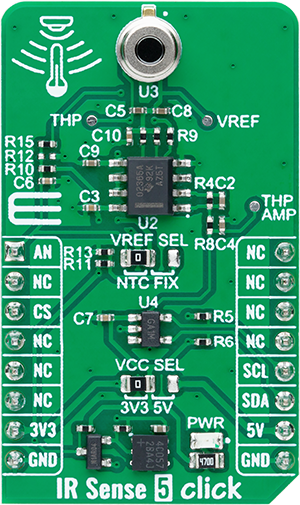 U3
C5 C8
THP VREF
C10 R9
R15
R12
R10
C6
C9
C3
R4C2
THP
AMP
U2
R8C4
VREF SEL
R13
R11
NTC FIX
AN NC
NC NC
U4
CS C7 R5 NC
NC R6 NC
NC VCC SEL SCL
NC SDA
3V3 5V
3V3 PWR 5V
GND 4700 GND
IR Sense 5 click